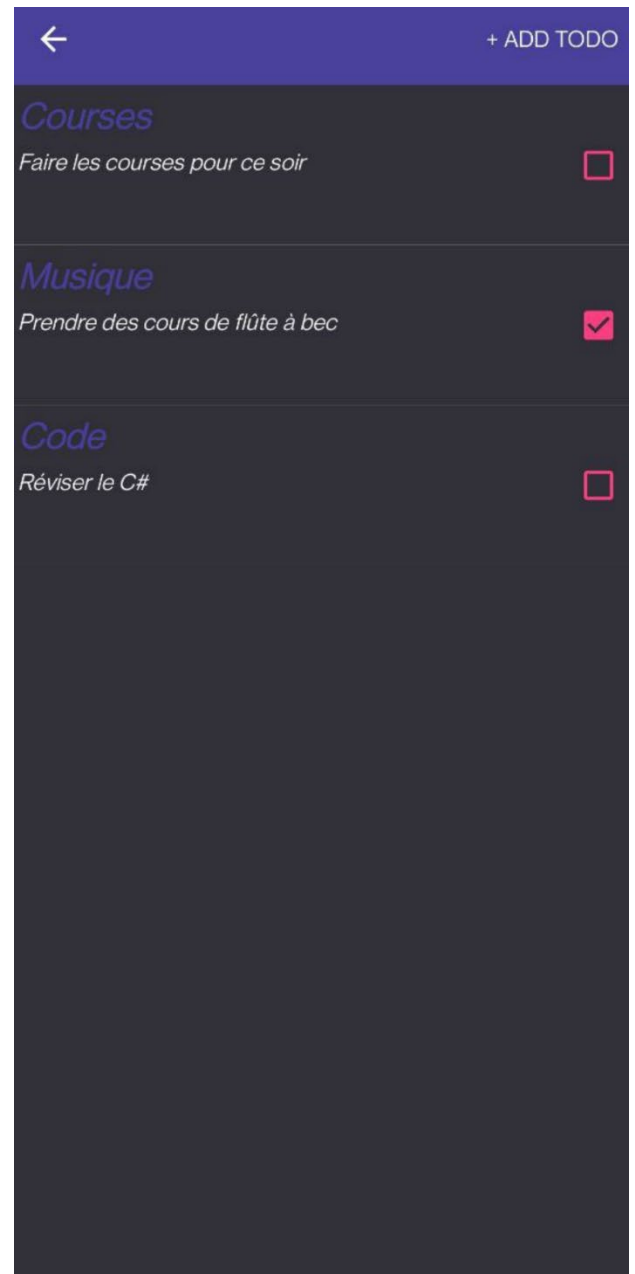 + ADD TODO
Courses
Faire les courses pour ce soir
Musique
Prendre des cours de flûte à bec
Code
Réviser le C#